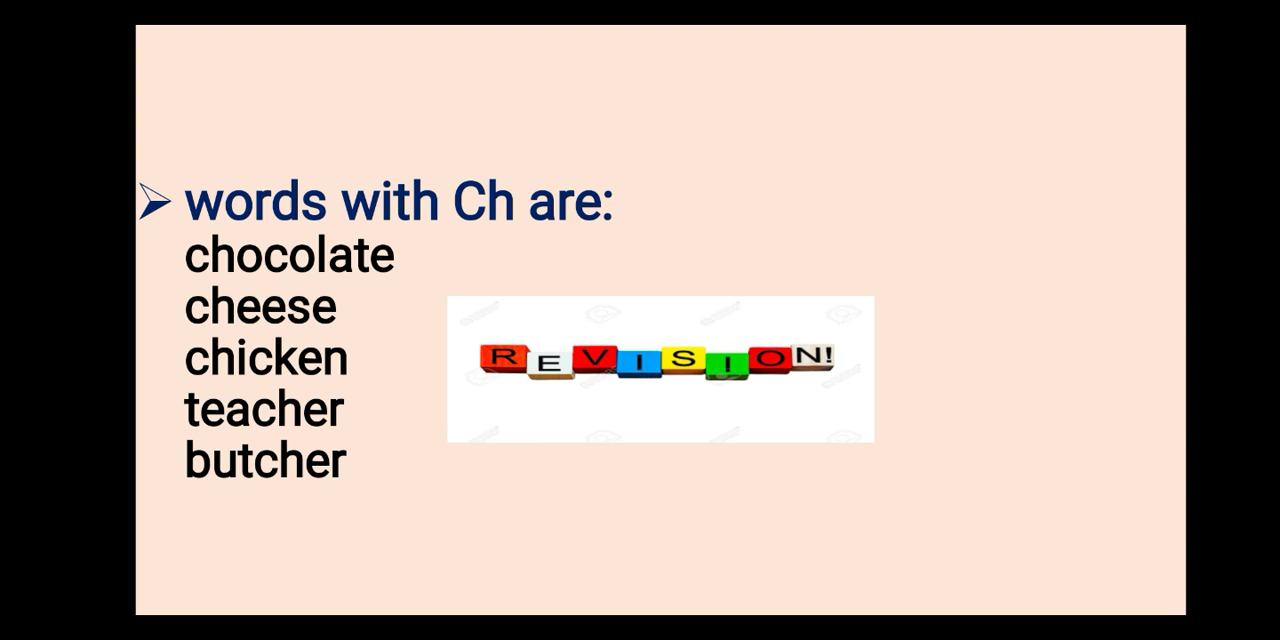 words with Ch are:
chocolate
cheese
chicken
teacher
butcher
REVISION!